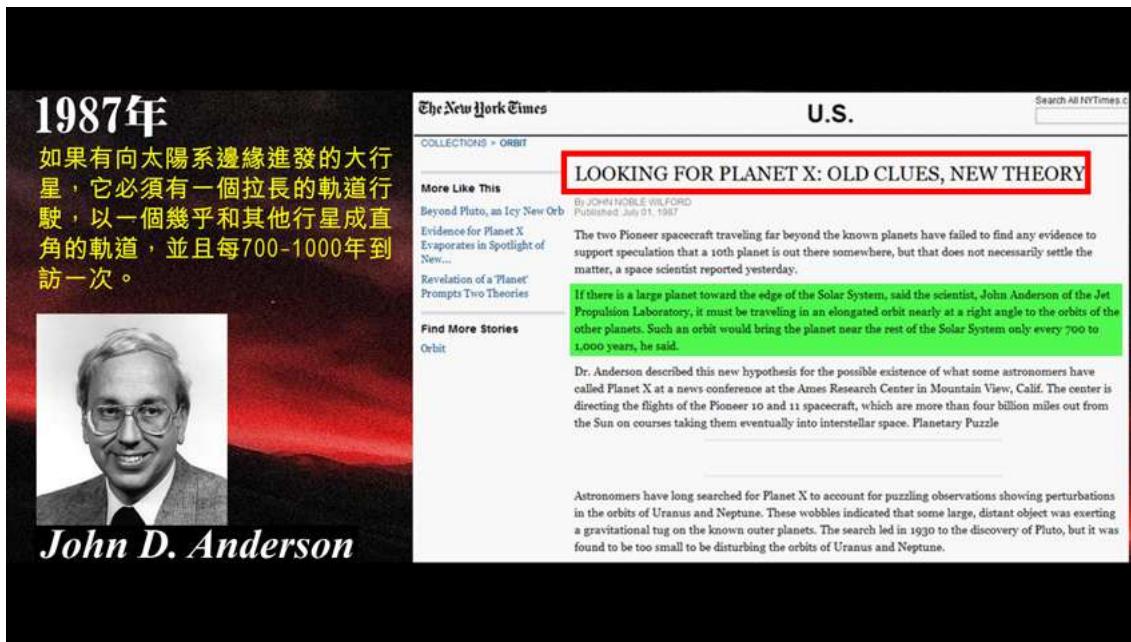 1987年
如果有向太陽系邊緣進發的大行
星，它必須有一個拉長的軌道行
駛，以一個幾乎和其他行星成直
角的軌道，並且每700-1000年到
訪一次。
John D. Anderson
The New York Times
U.S.
Search All NYTimes.c
COLLECTIONS > ORBIT
More Like This
Beyond Pluto, an Icy New Orb
Evidence for Planet X
Evaporates in Spotlight of
New...
Revelation of a 'Planet'
Prompts Two Theories
Find More Stories
Orbit
LOOKING FOR PLANET X: OLD CLUES, NEW THEORY
By JOHN NOBLE WILFORD
Published: July 01, 1987
The two Pioneer spacecraft traveling far beyond the known planets have failed to find any evidence to
support speculation that a 10th planet is out there somewhere, but that does not necessarily settle the
matter, a space scientist reported yesterday.
If there is a large planet toward the edge of the Solar System, said the scientist, John Anderson of the Jet
Propulsion Laboratory, it must be traveling in an elongated orbit nearly at a right angle to the orbits of the
other planets. Such an orbit would bring the planet near the rest of the Solar System only every 700 to
1,000 years, he said.
Dr. Anderson described this new hypothesis for the possible existence of what some astronomers have
called Planet X at a news conference at the Ames Research Center in Mountain View, Calif. The center is
directing the flights of the Pioneer 10 and 11 spacecraft, which are more than four billion miles out from
the Sun on courses taking them eventually into interstellar space. Planetary Puzzle
Astronomers have long searched for Planet X to account for puzzling observations showing perturbations
in the orbits of Uranus and Neptune. These wobbles indicated that some large, distant object was exerting
a gravitational tug on the known outer planets. The search led in 1930 to the discovery of Pluto, but it was
found to be too small to be disturbing the orbits of Uranus and Neptune.